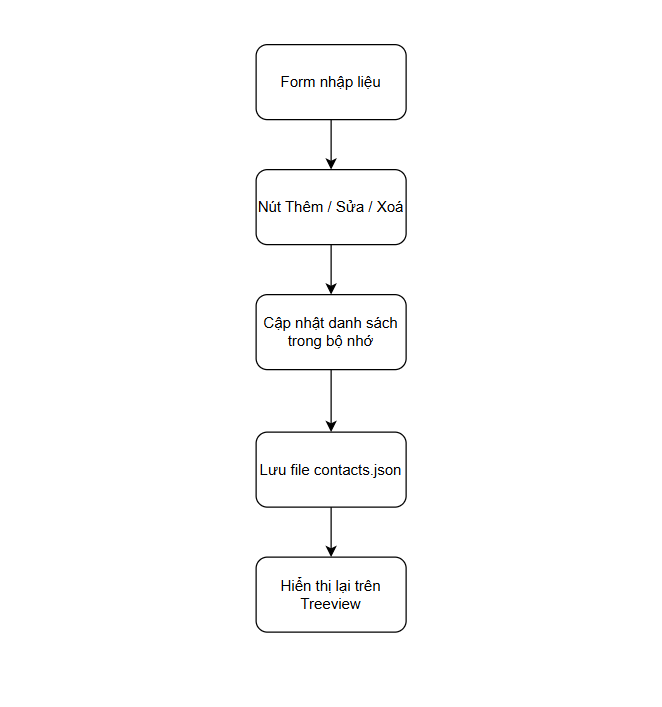 Form nhập liệu
Nút Thêm / Sửa / Xoá
Cập nhật danh sách
trong bộ nhớ
Lưu file contacts.json
Hiển thị lại trên
Treeview